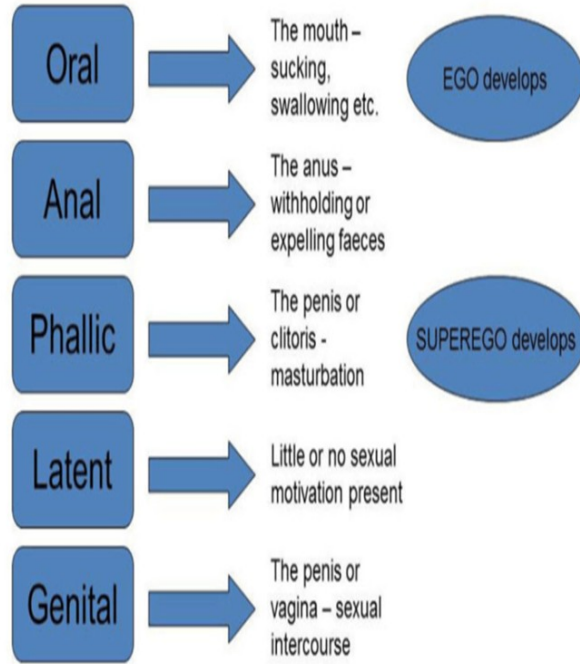 Oral
The mouth –
sucking,
swallowing etc.
EGO develops
Anal
The anus –
withholding or
expelling faeces
Phallic
The penis or
clitoris -
masturbation
SUPEREGO develops
Latent
Little or no sexual
motivation present
Genital
The penis or
vagina – sexual
intercourse